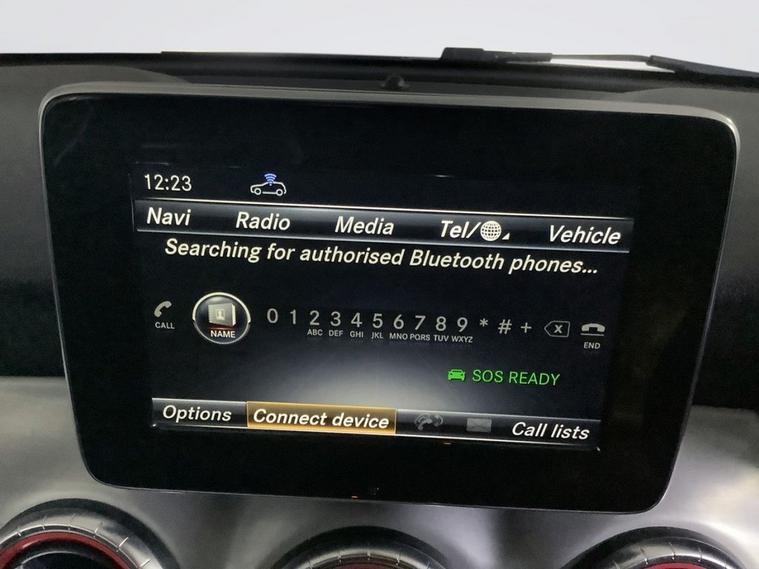 12:23
Navi Radio Media Tel/ Vehicle
Searching for authorised Bluetooth phones...
CALL NAME 0 1 2 3 4 5 6 7 8 9 * # + END
ABC DEF GHI JKL MNO PQRS TUV WXYZ
SOS READY
Options Connect device Call lists